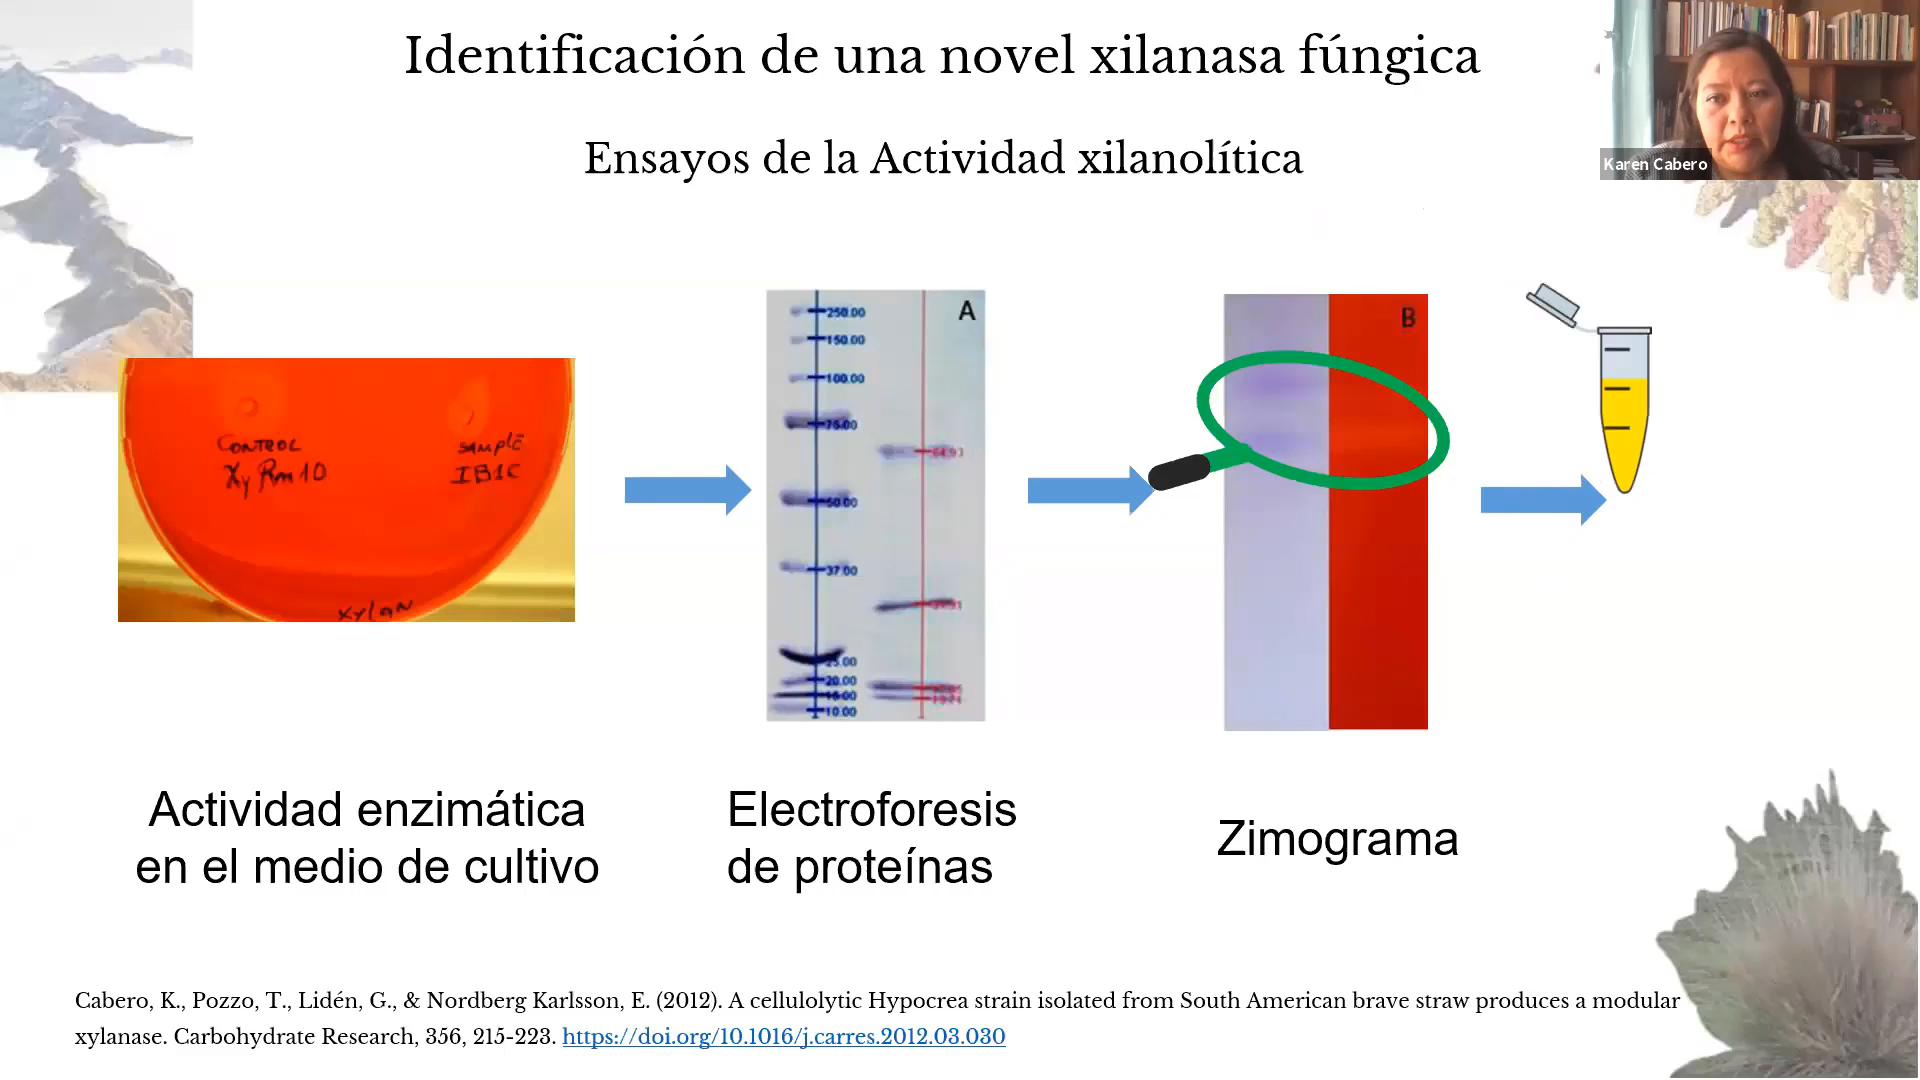 Identificación de una novel xilanasa fúngica
Ensayos de la Actividad xilanolítica
Karen Cabero
CONTROL
Xy Rm 10
SAMPLE
IB1C
xylan
A
250.00
150.00
100.00
75.00
50.00
37.00
25.00
20.00
15.00
10.00
64.93
B
Actividad enzimática
en el medio de cultivo
Electroforesis
de proteínas
Zimograma
Cabero, K., Pozzo, T., Lidén, G., & Nordberg Karlsson, E. (2012). A cellulolytic Hypocrea strain isolated from South American brave straw produces a modular
xylanase. Carbohydrate Research, 356, 215-223. https://doi.org/10.1016/j.carres.2012.03.030